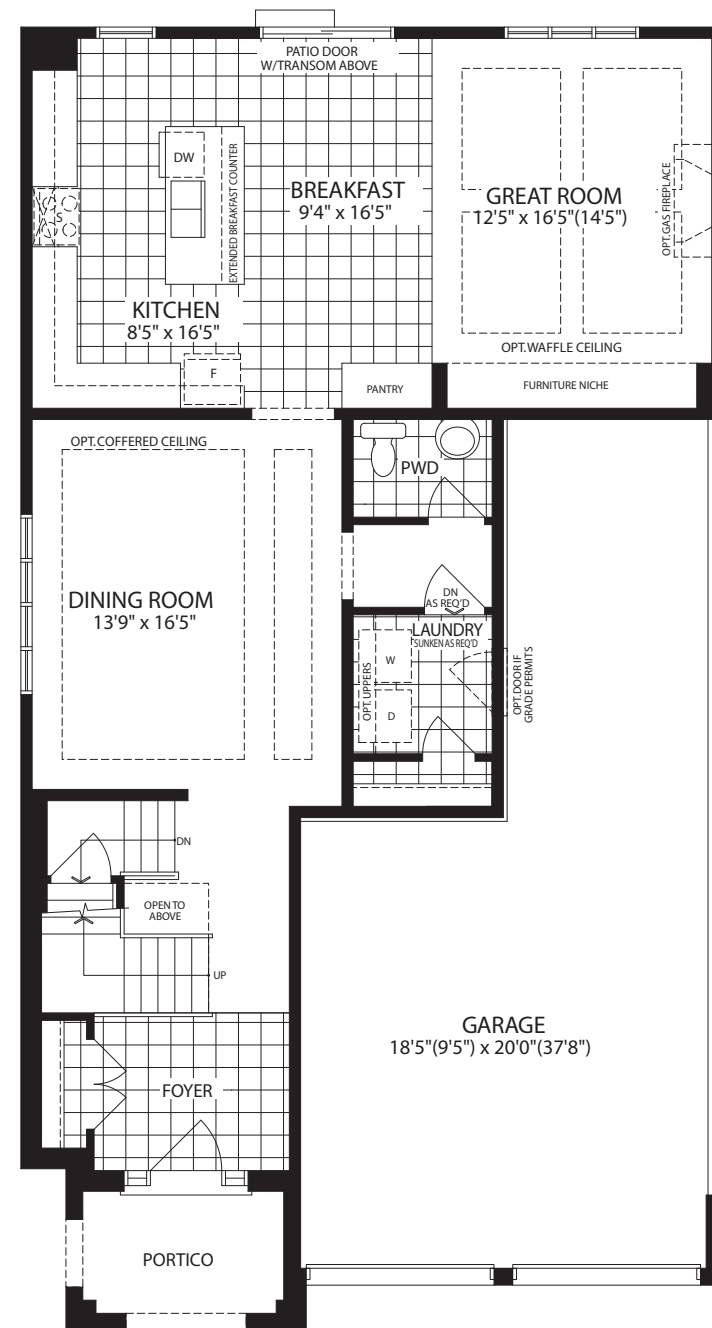 PATIO DOOR
W/TRANSOM ABOVE
DW
EXTENDED BREAKFAST COUNTER
BREAKFAST
9'4" x 16'5"
GREAT ROOM
12'5" x 16'5"(14'5")
OPT.GAS FIREPLACE
S
KITCHEN
8'5" x 16'5"
OPT.WAFFLE CEILING
F
PANTRY
FURNITURE NICHE
OPT.COFFERED CEILING
PWD
DINING ROOM
13'9" x 16'5"
DN
AS REQ'D
LAUNDRY
SUNKEN AS REQ'D
OPT.UPPERS
W
D
OPT.DOOR IF
GRADE PERMITS
DN
OPEN TO
ABOVE
UP
GARAGE
18'5"(9'5") x 20'0"(37'8")
FOYER
PORTICO